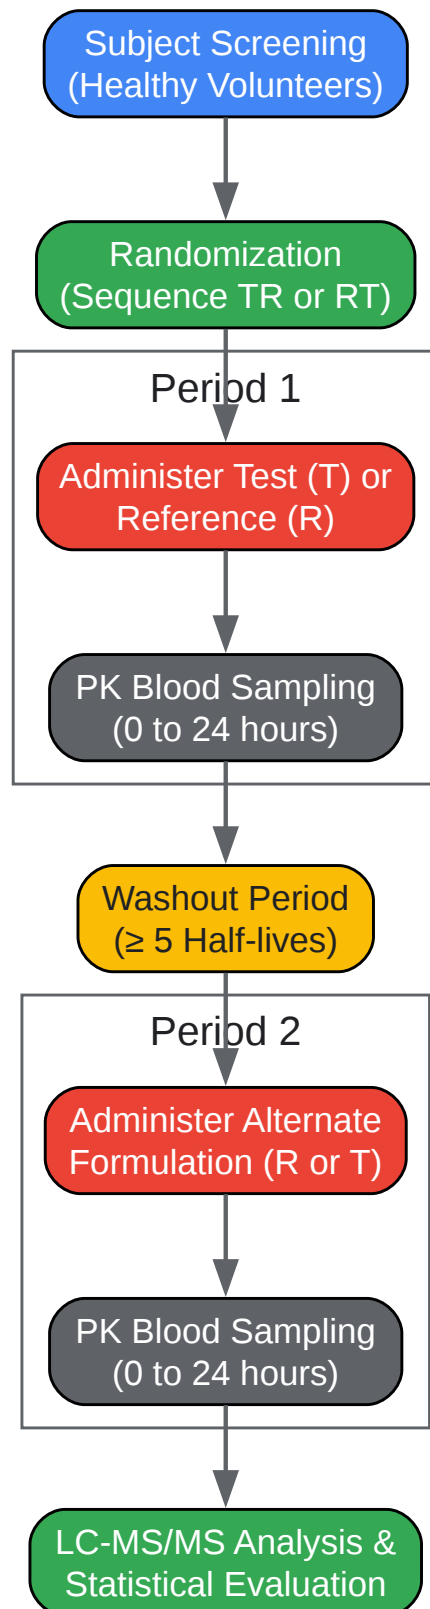 Subject Screening
(Healthy Volunteers)
Randomization
(Sequence TR or RT)
Period 1
Administer Test (T) or
Reference (R)
PK Blood Sampling
(0 to 24 hours)
Washout Period
(≥ 5 Half-lives)
Period 2
Administer Alternate
Formulation (R or T)
PK Blood Sampling
(0 to 24 hours)
LC-MS/MS Analysis &
Statistical Evaluation